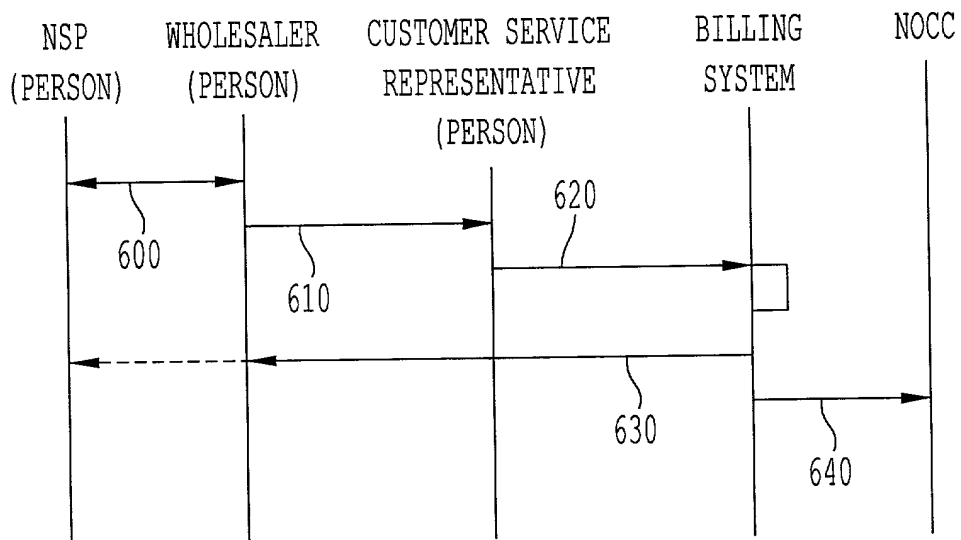 NSP
(PERSON)
WHOLESALER
(PERSON)
CUSTOMER SERVICE
REPRESENTATIVE
(PERSON)
BILLING
SYSTEM
NOCC
600
610
620
630
640